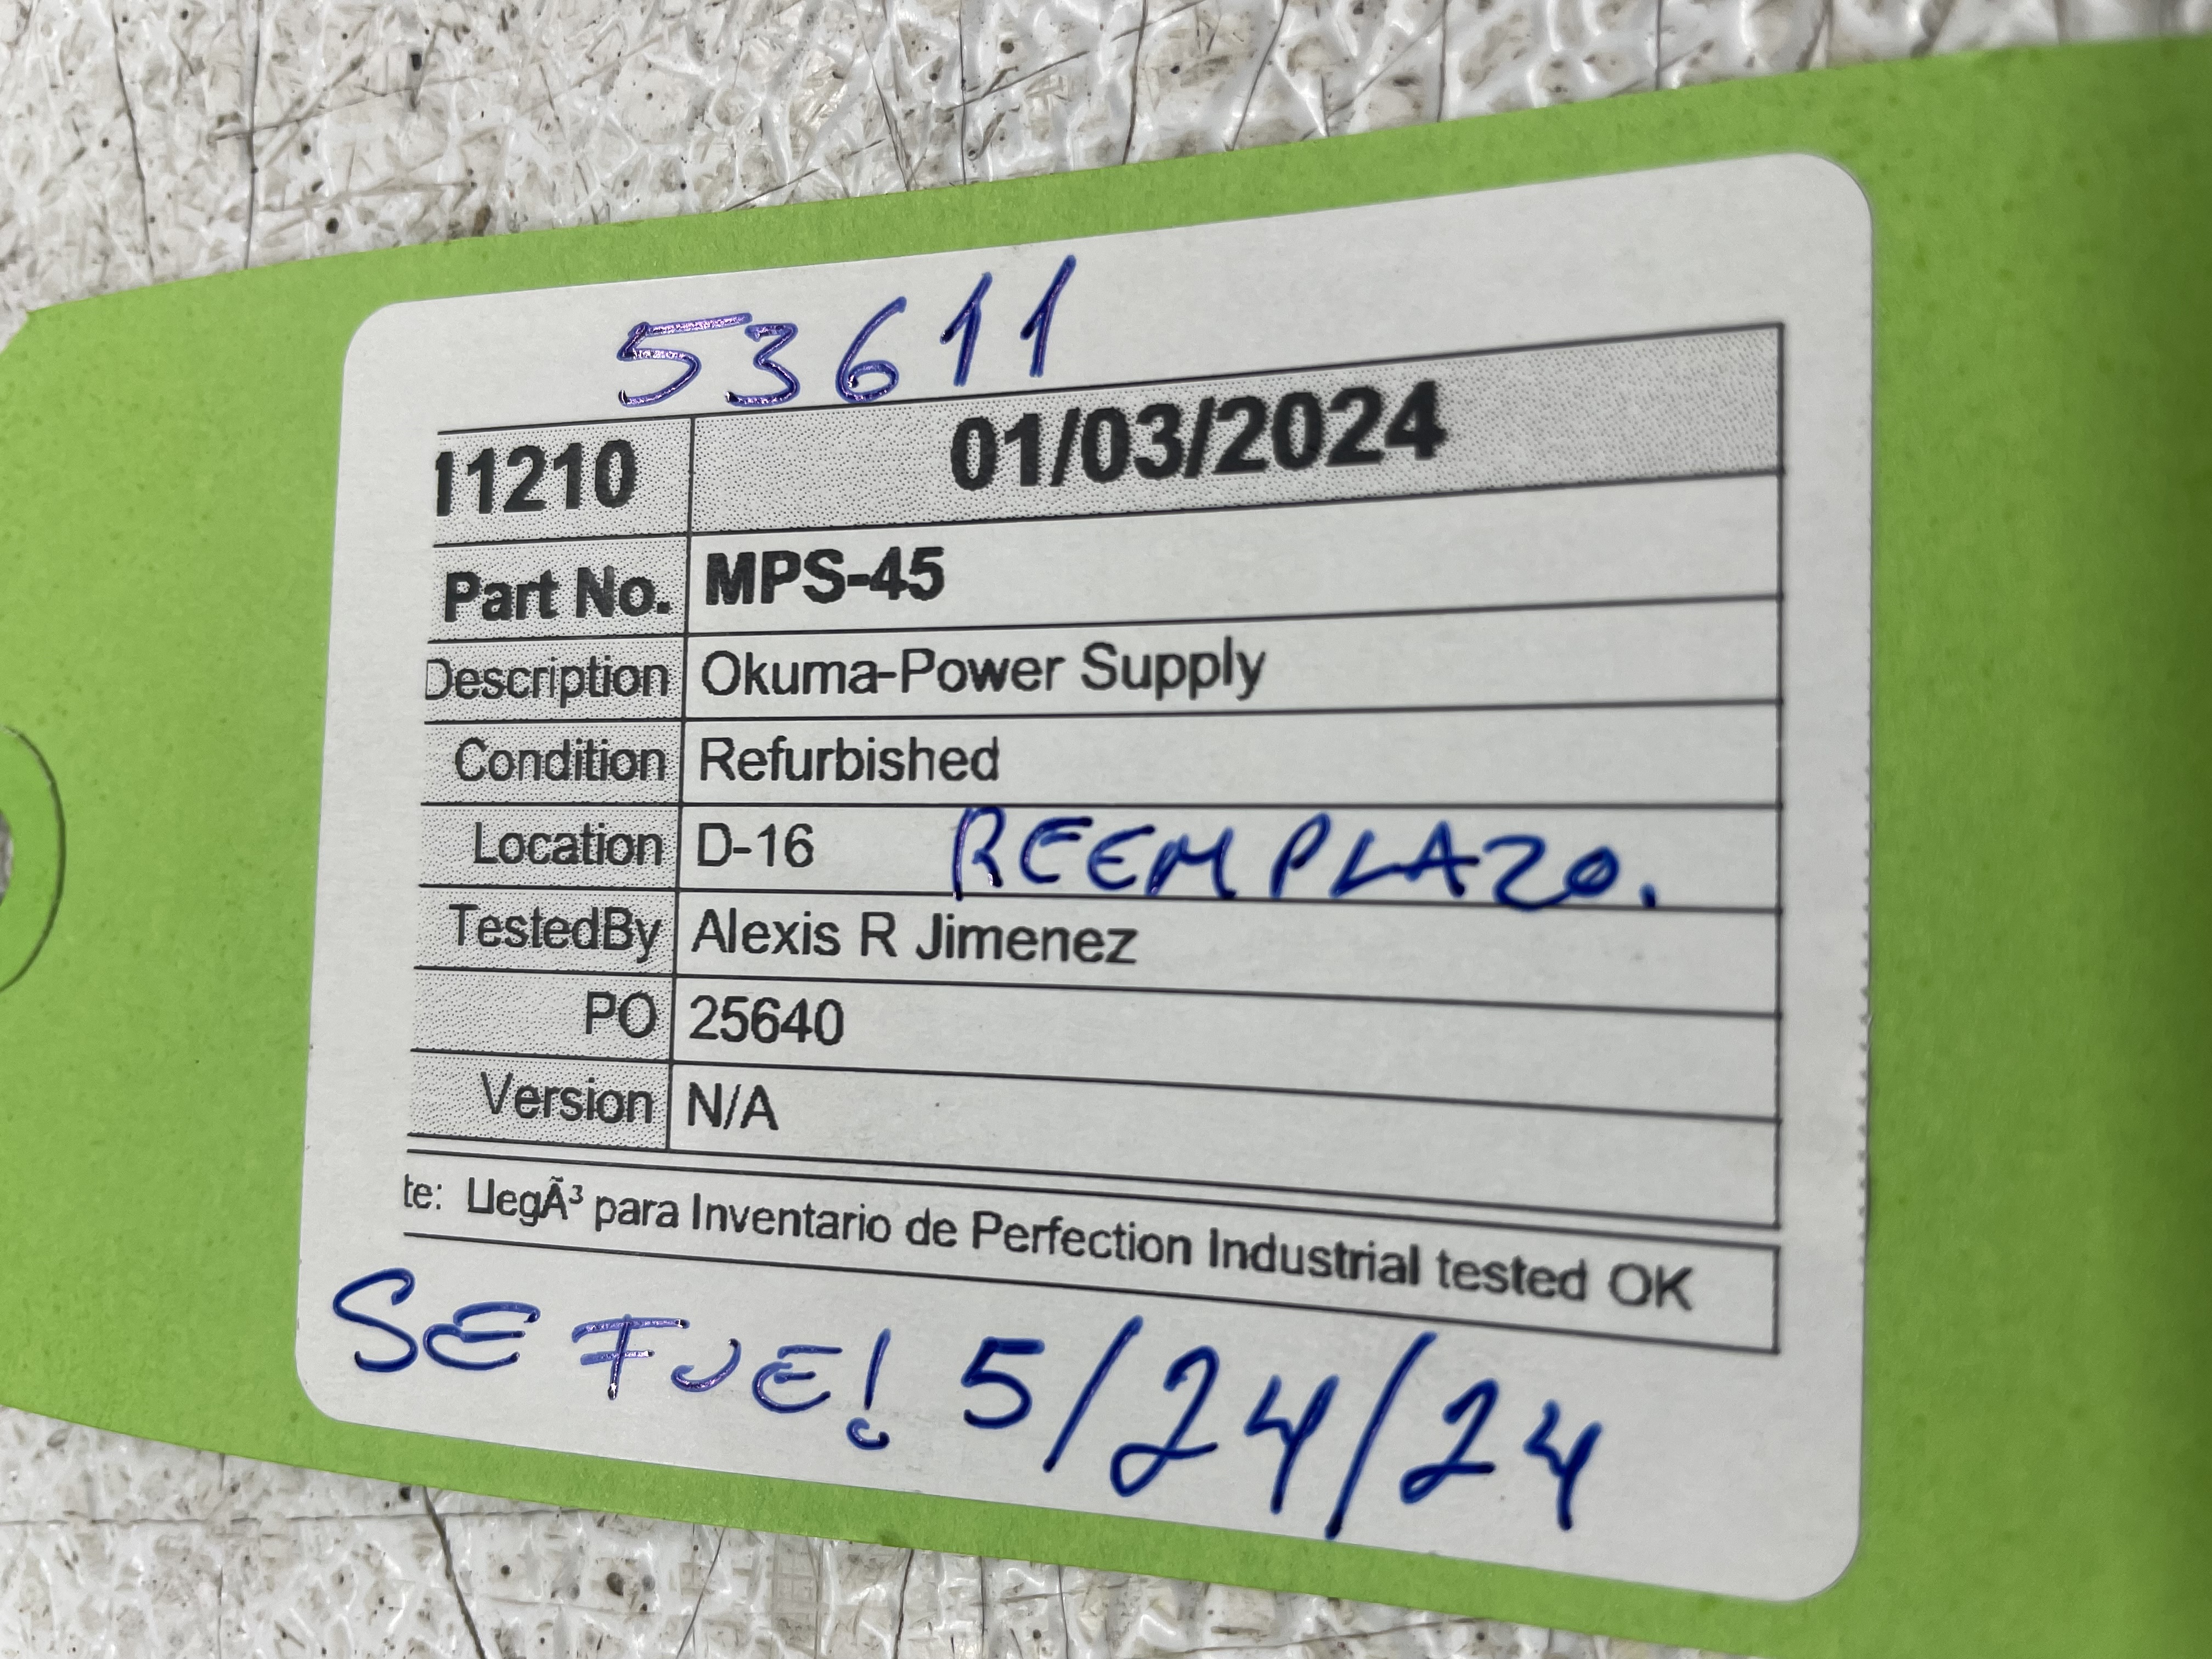 53611
11210 01/03/2024
Part No. MPS-45
Description Okuma-Power Supply
Condition Refurbished
Location D-16 REEMPLAZO.
TestedBy Alexis R Jimenez
PO 25640
Version N/A
te: LlegÃ³ para Inventario de Perfection Industrial tested OK
SE FUE! 5/24/24